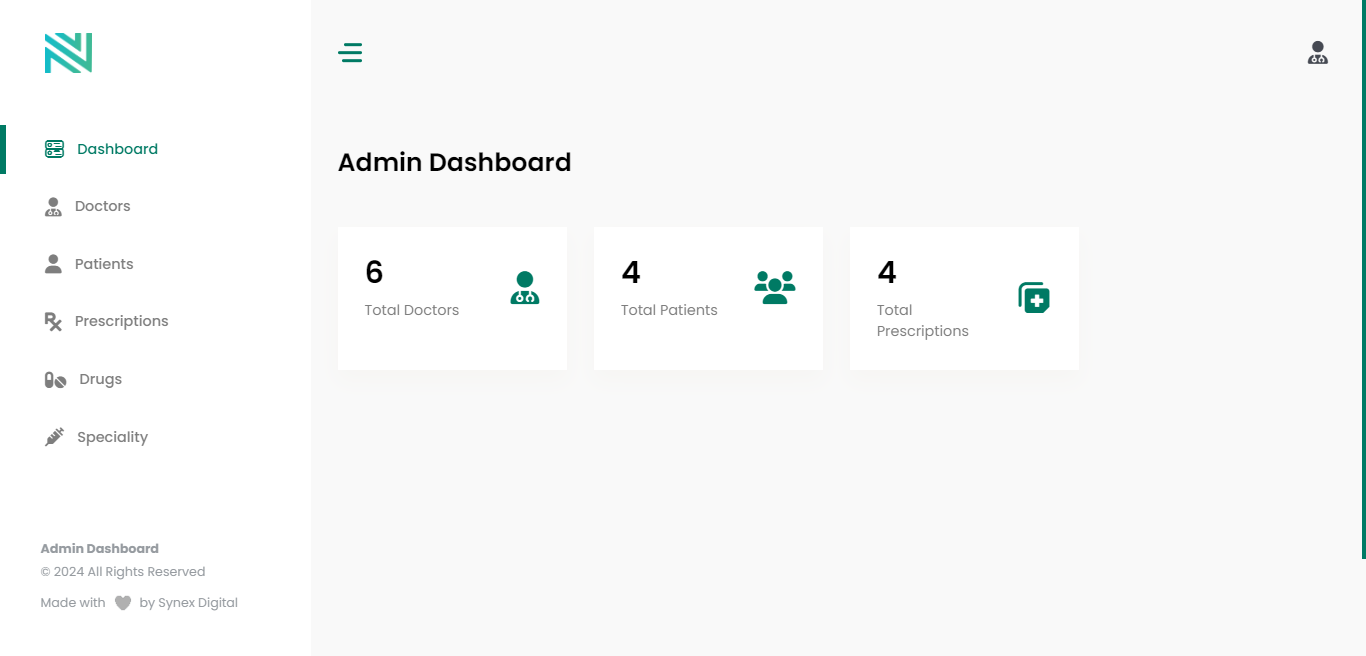 Dashboard
Doctors
Patients
Prescriptions
Drugs
Speciality
Admin Dashboard
© 2024 All Rights Reserved
Made with by Synex Digital
Admin Dashboard
6
Total Doctors
4
Total Patients
4
Total
Prescriptions